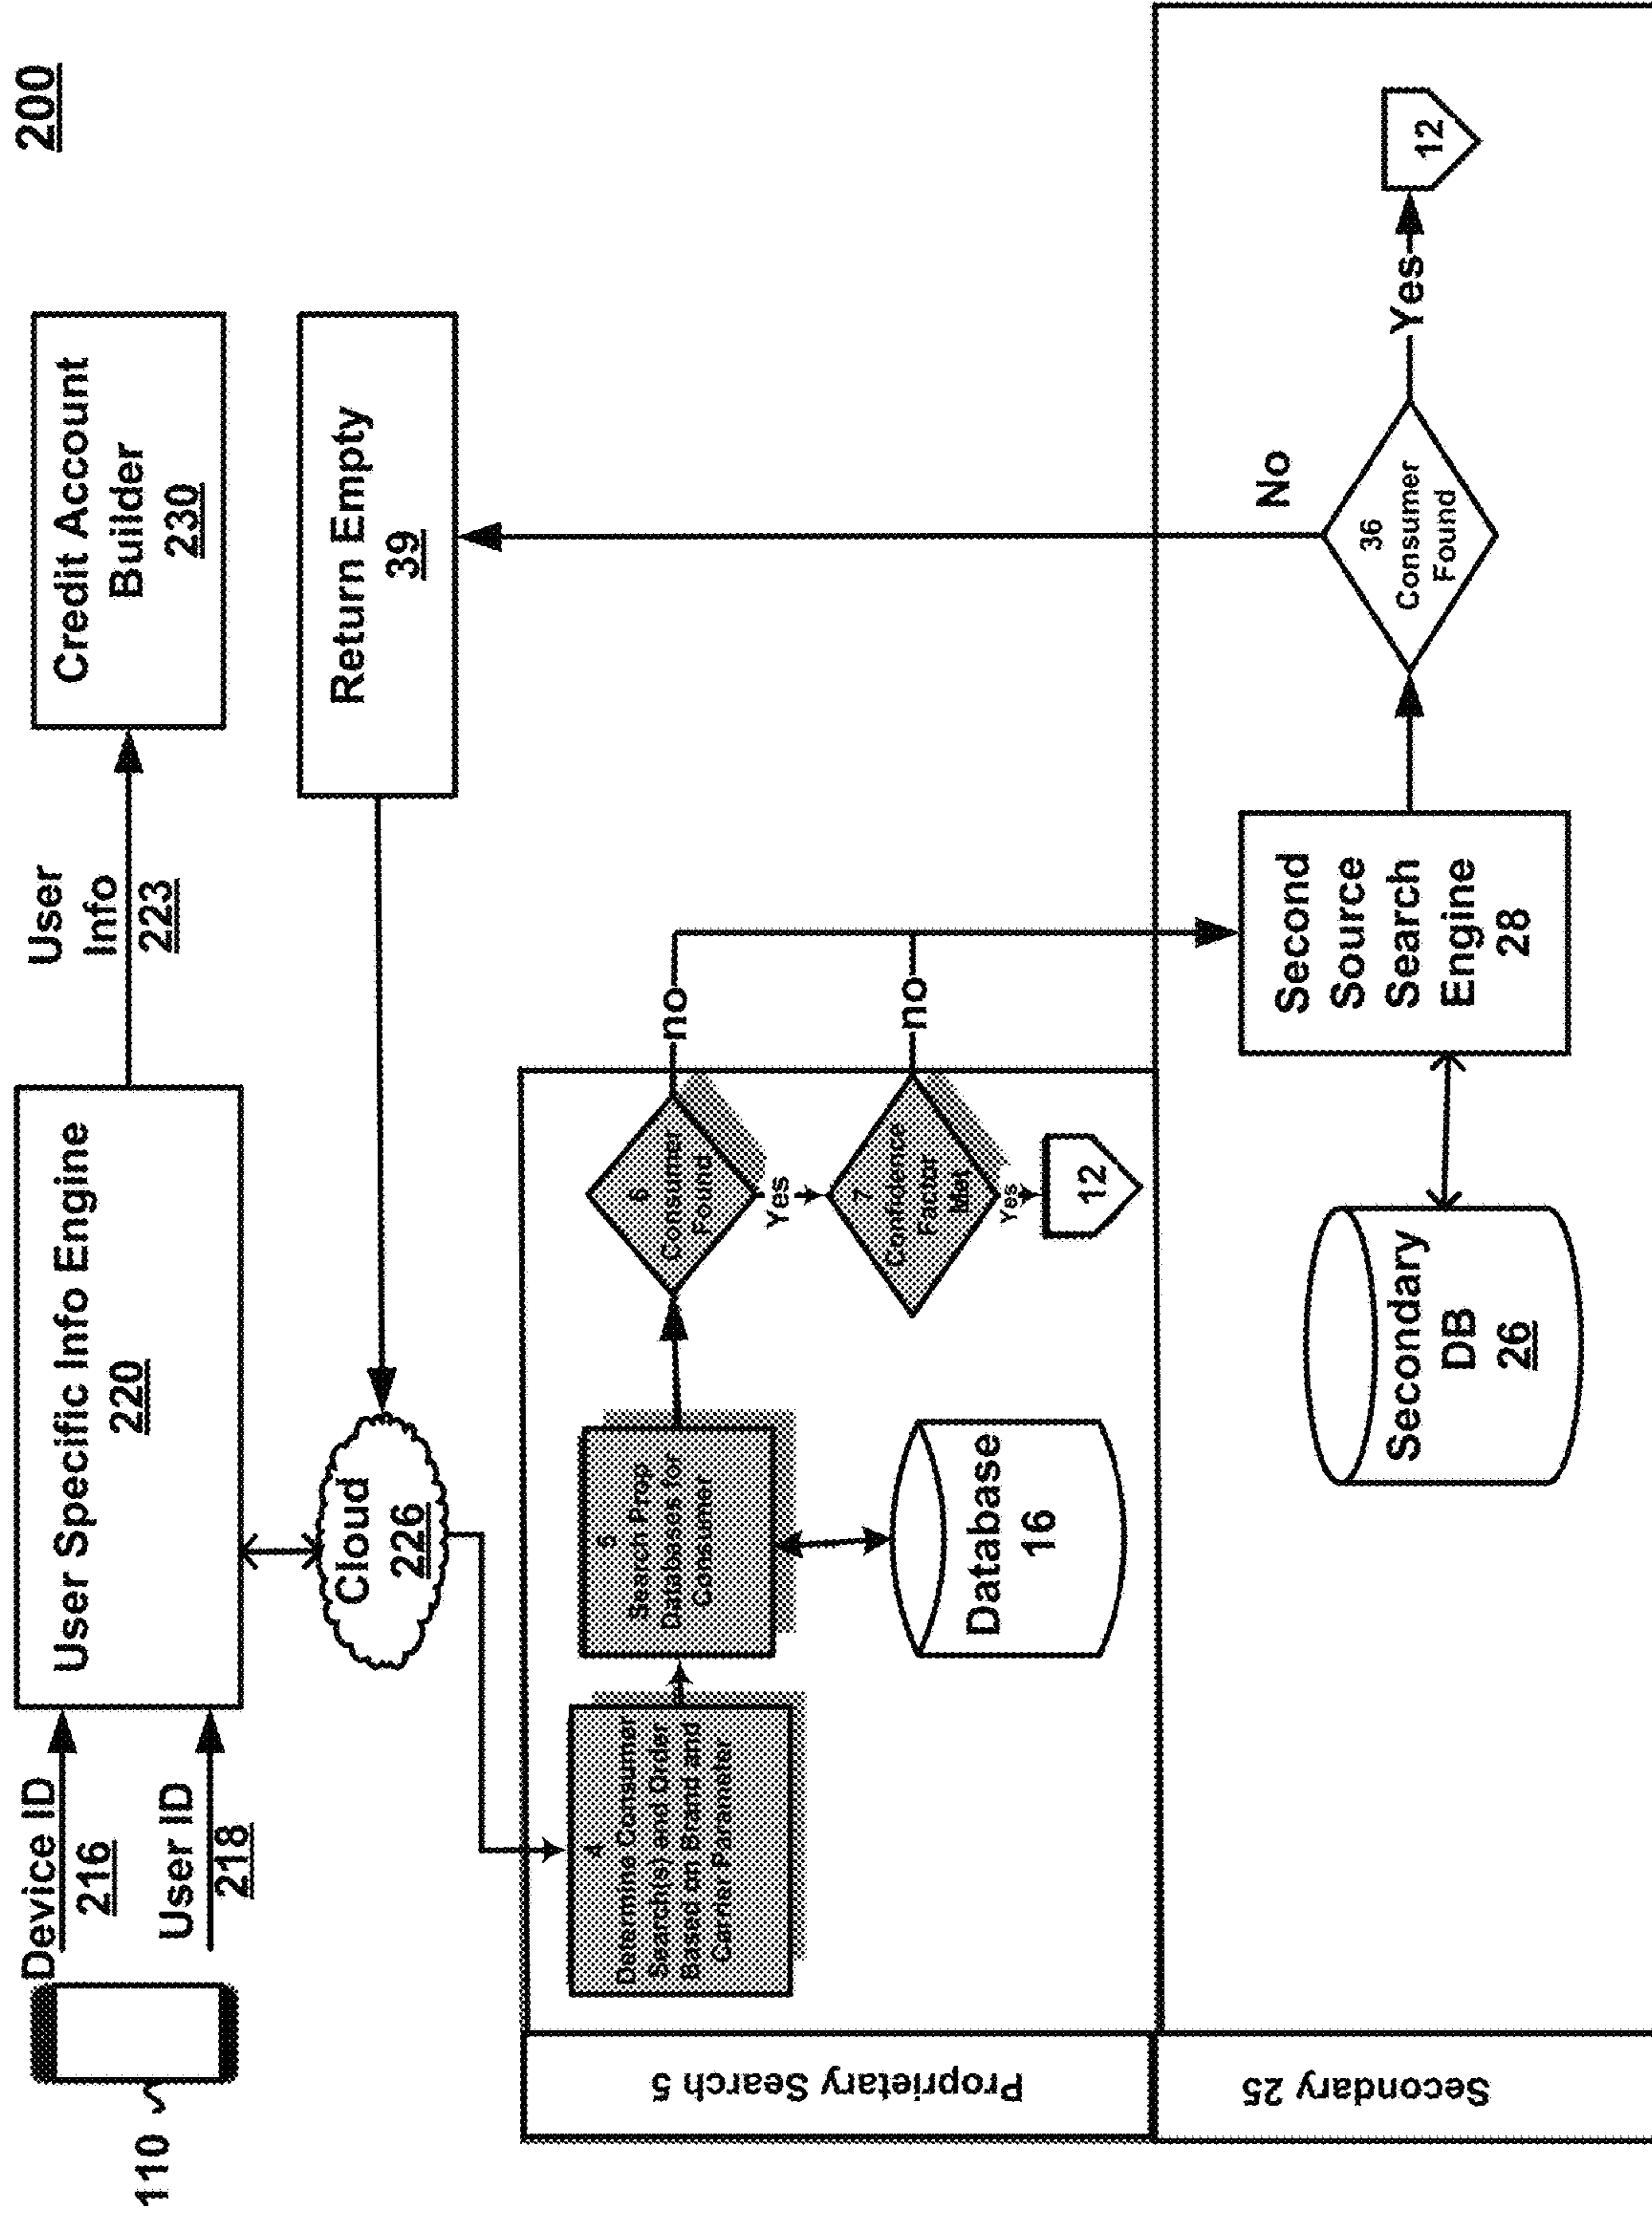 200
110
Device ID
216
User ID
218
User Specific Info Engine
220
User
Info
223
Credit Account
Builder
230
Cloud
226
Return Empty
39
Proprietary Search 5
4
Determine Consumer
Search(s) and Order
Based on Brand and
Carrier Parameter
5
Search Prop
Databases for
Consumer
Database
16
6
Consumer
Found
no
Yes
7
Confidence
Factor
Met
no
Yes
12
Secondary 25
Secondary
DB
26
Second
Source
Search
Engine
28
36
Consumer
Found
No
Yes
12